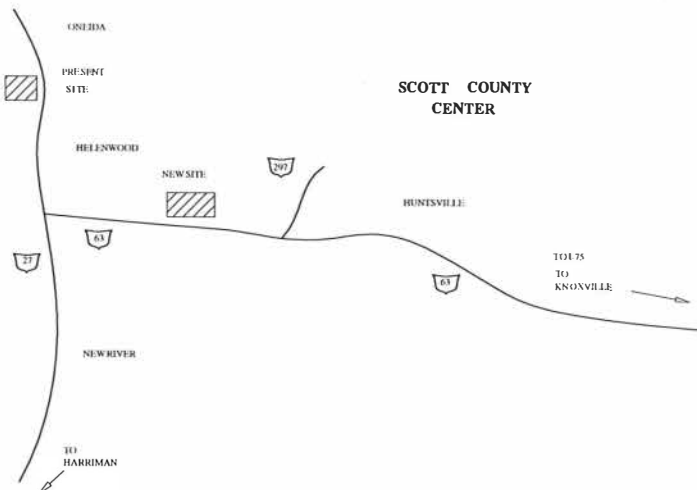 ONEIDA
PRESENT
SITE
SCOTT COUNTY
CENTER
HELENWOOD
297
NEW SITE
HUNTSVILLE
63
27
TO I 75
TO
KNOXVILLE
63
NEW RIVER
TO
HARRIMAN